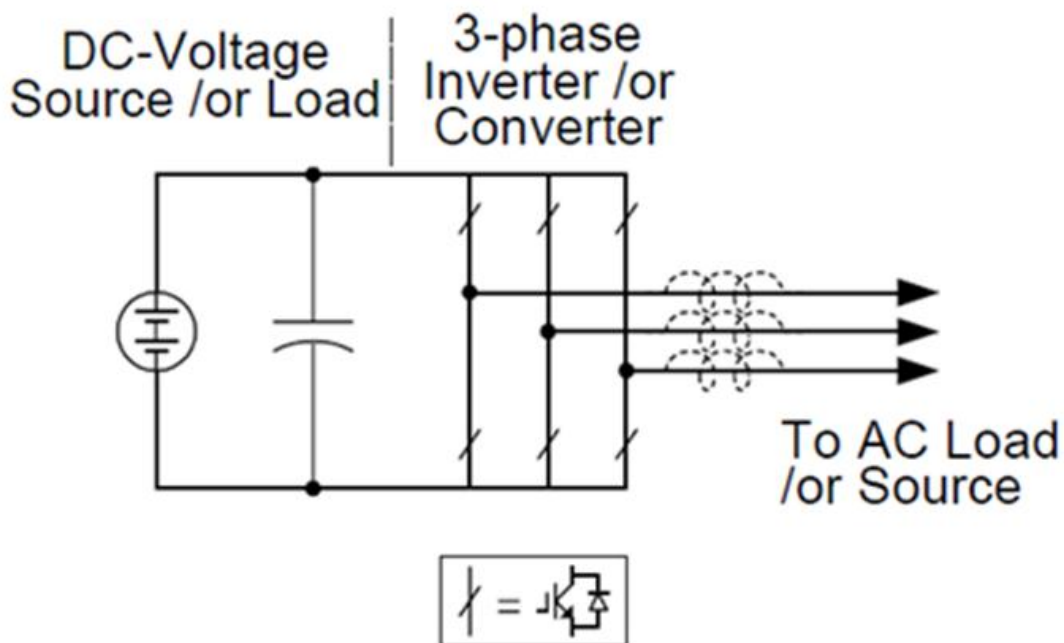 DC-Voltage
Source /or Load
3-phase
Inverter /or
Converter
To AC Load
/or Source
=